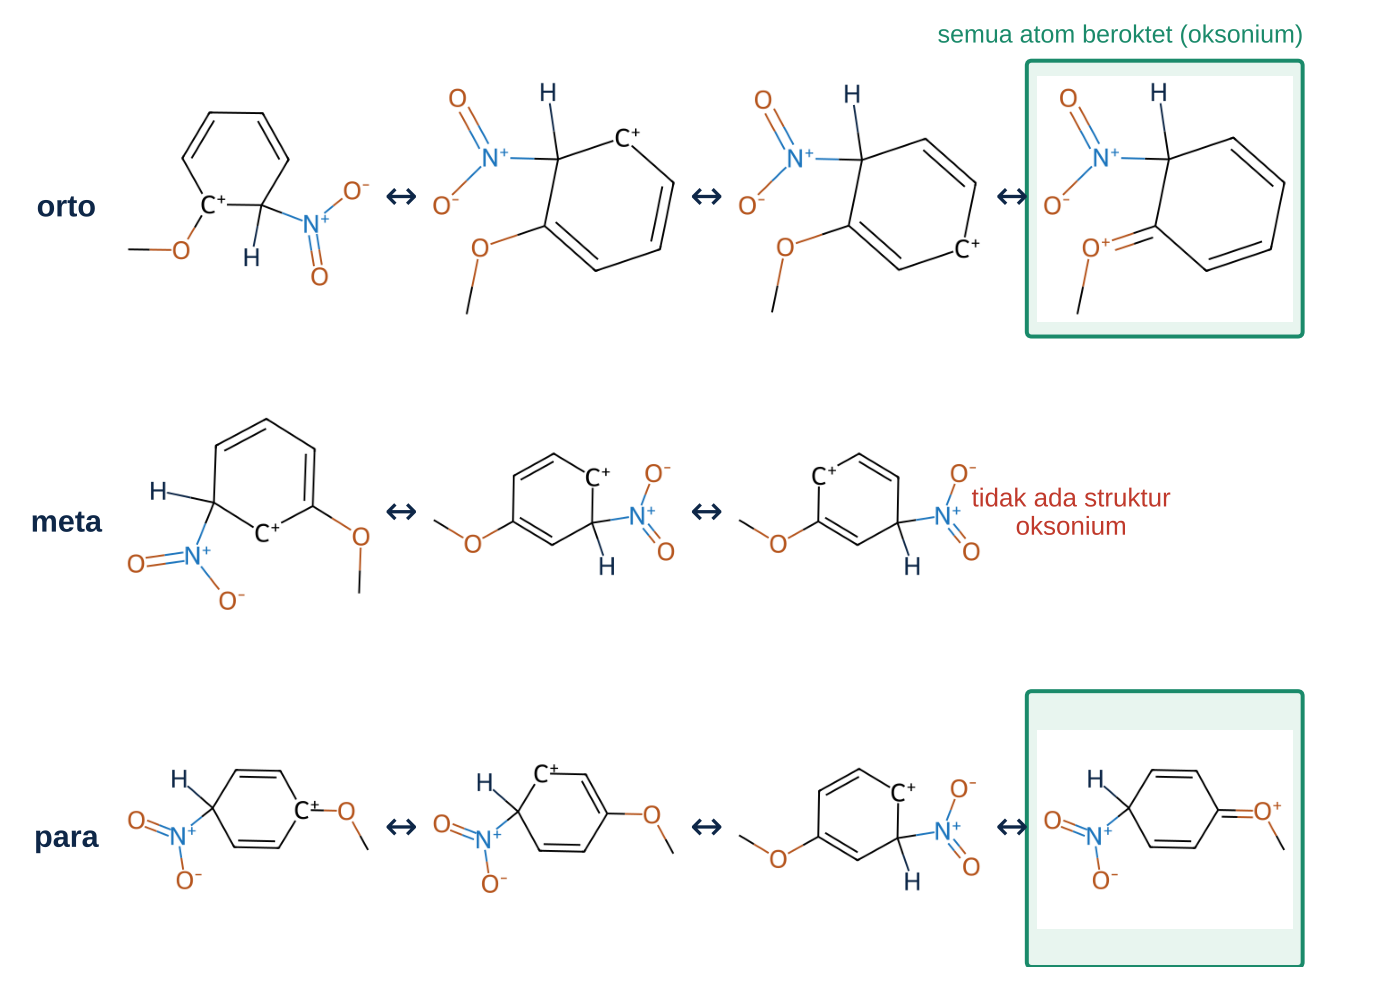 semua atom beroktet (oksonium)
orto
C⁺ O H N⁺ O⁻ O
↔
O N⁺ O⁻ H C⁺ O
↔
O N⁺ O⁻ H C⁺ O
↔
O N⁺ O⁻ H O⁺
meta
H N⁺ O O⁻ C⁺ O
↔
O C⁺ H N⁺ O⁻ O
↔
O C⁺ H N⁺ O⁻ O
tidak ada struktur
oksonium
para
H O N⁺ O⁻ C⁺ O
↔
H O N⁺ O⁻ C⁺ O
↔
O C⁺ H N⁺ O⁻ O
↔
H O N⁺ O⁻ O⁺